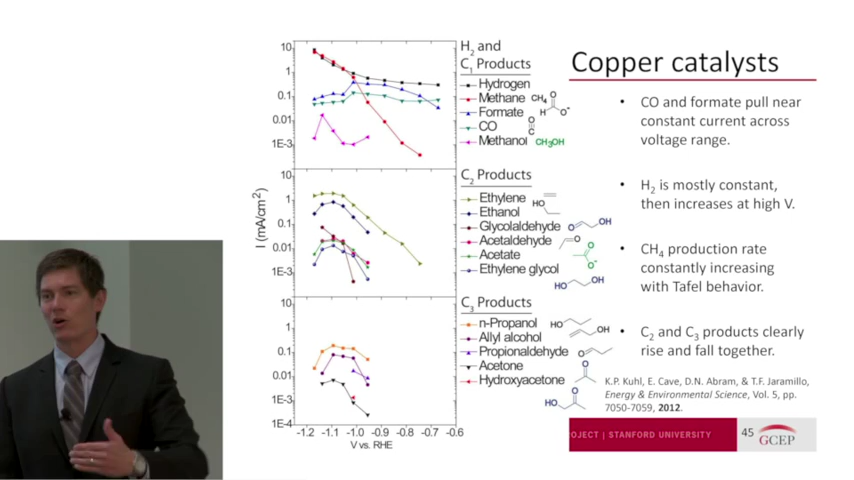 Copper catalysts
10
1
0.1
0.01
1E-3
H2 and
C1 Products
Hydrogen
Methane CH4
Formate H O O-
CO O C
Methanol CH3OH
• CO and formate pull near
constant current across
voltage range.
• H2 is mostly constant,
then increases at high V.
• CH4 production rate
constantly increasing
with Tafel behavior.
• C2 and C3 products clearly
rise and fall together.
I (mA/cm2)
10
1
0.1
0.01
1E-3
C2 Products
Ethylene
Ethanol HO
Glycolaldehyde O OH
Acetaldehyde O
Acetate O O-
Ethylene glycol HO OH
10
1
0.1
0.01
1E-3
1E-4
C3 Products
n-Propanol HO
Allyl alcohol OH
Propionaldehyde O
Acetone O
Hydroxyacetone HO O
-1.2 -1.1 -1.0 -0.9 -0.8 -0.7 -0.6
V vs. RHE
K.P. Kuhl, E. Cave, D.N. Abram, & T.F. Jaramillo,
Energy & Environmental Science, Vol. 5, pp.
7050-7059, 2012.
OJECT | STANFORD UNIVERSITY
45
GCEP